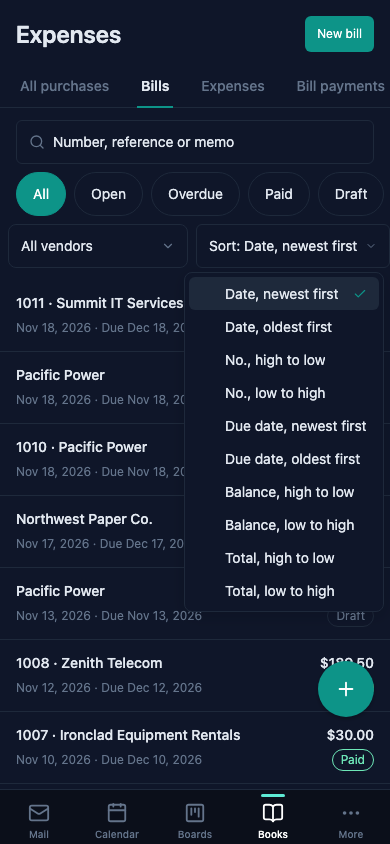 Expenses
New bill
All purchases
Bills
Expenses
Bill payments
Number, reference or memo
All
Open
Overdue
Paid
Draft
All vendors
Sort: Date, newest first
Date, newest first
Date, oldest first
No., high to low
No., low to high
Due date, newest first
Due date, oldest first
Balance, high to low
Balance, low to high
Total, high to low
Total, low to high
1011 · Summit IT Services
Nov 18, 2026 · Due Dec 18, 20
Pacific Power
Nov 18, 2026 · Due Nov 18, 2
1010 · Pacific Power
Nov 18, 2026 · Due Nov 18, 2
Northwest Paper Co.
Nov 17, 2026 · Due Dec 17, 20
Pacific Power
Nov 13, 2026 · Due Nov 13, 2026
Draft
1008 · Zenith Telecom
Nov 12, 2026 · Due Dec 12, 2026
1007 · Ironclad Equipment Rentals
$30.00
Nov 10, 2026 · Due Dec 10, 2026
Paid
Mail
Calendar
Boards
Books
More